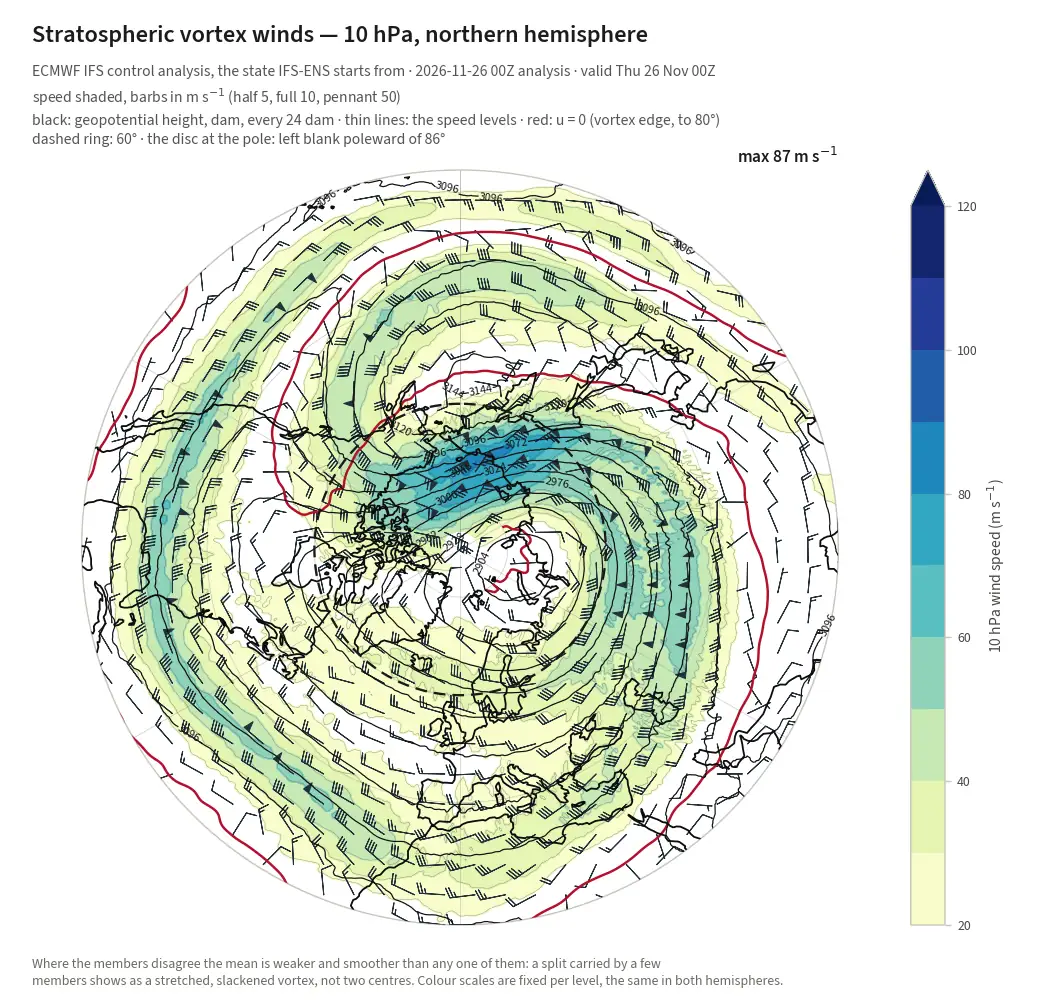 Stratospheric vortex winds — 10 hPa, northern hemisphere
ECMWF IFS control analysis, the state IFS-ENS starts from · 2026-11-26 00Z analysis · valid Thu 26 Nov 00Z
speed shaded, barbs in m s⁻¹ (half 5, full 10, pennant 50)
black: geopotential height, dam, every 24 dam · thin lines: the speed levels · red: u = 0 (vortex edge, to 80°)
dashed ring: 60° · the disc at the pole: left blank poleward of 86°
max 87 m s⁻¹
3096
3096
3096
3096
3096
3144
3144
3120
3096
3096
3072
2976
3000
2904
3096
3096
120
100
80
60
40
20
10 hPa wind speed (m s⁻¹)
Where the members disagree the mean is weaker and smoother than any one of them: a split carried by a few
members shows as a stretched, slackened vortex, not two centres. Colour scales are fixed per level, the same in both hemispheres.